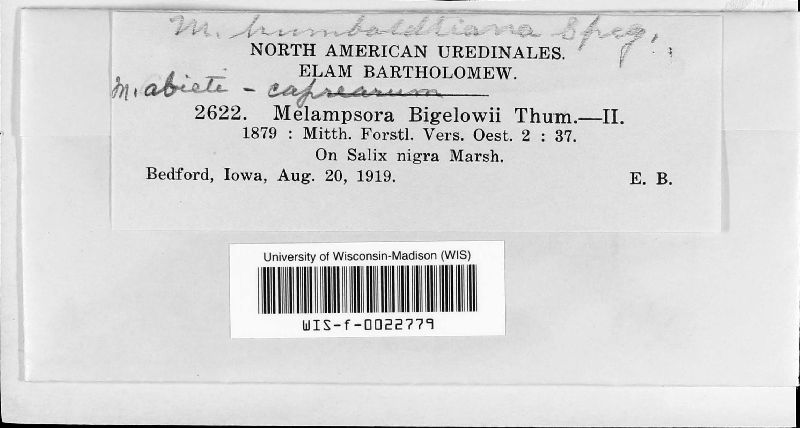 M. humboldtiana Speg.
NORTH AMERICAN UREDINALES.
ELAM BARTHOLOMEW.
M. abieti - caprearum
2622. Melampsora Bigelowii Thum.—II.
1879 : Mitth. Forstl. Vers. Oest. 2 : 37.
On Salix nigra Marsh.
Bedford, Iowa, Aug. 20, 1919. E. B.
University of Wisconsin-Madison (WIS)
WIS-f-0022779